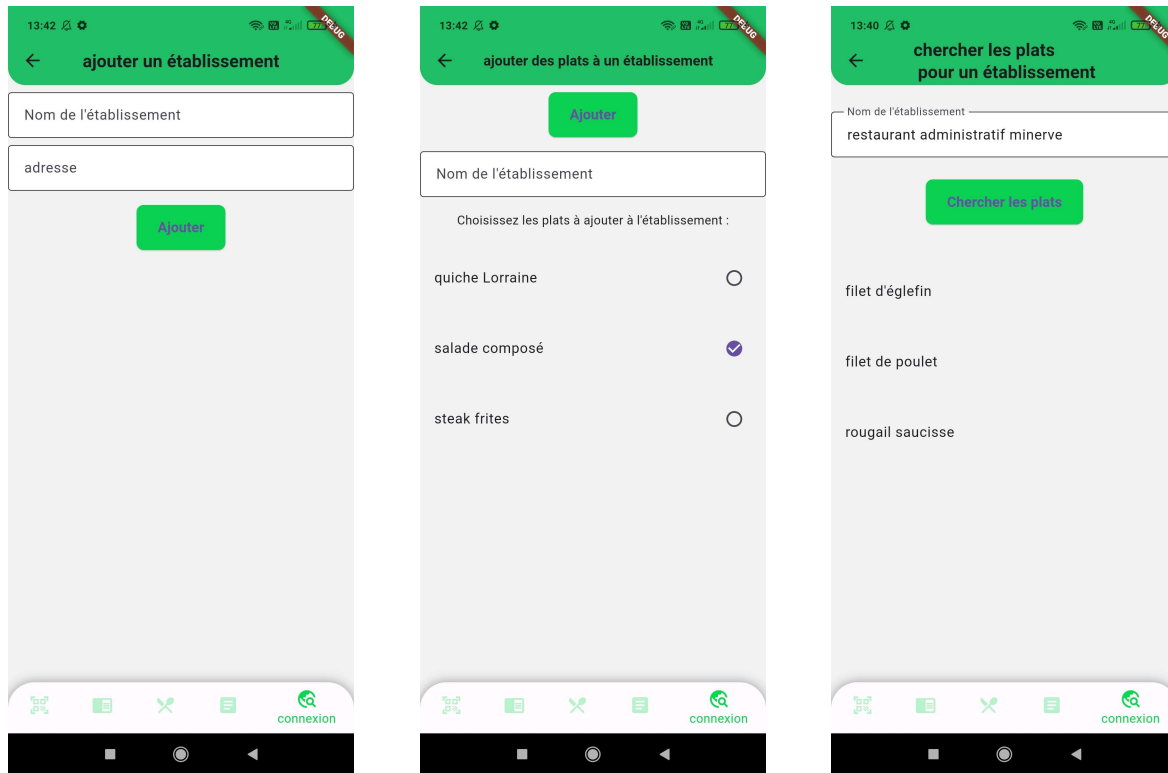 13:42
DEBUG
ajouter un établissement
Nom de l'établissement
adresse
Ajouter
connexion
13:42
DEBUG
ajouter des plats à un établissement
Ajouter
Nom de l'établissement
Choisissez les plats à ajouter à l'établissement :
quiche Lorraine
salade composé
steak frites
connexion
13:40
chercher les plats
pour un établissement
Nom de l'établissement
restaurant administratif minerve
Chercher les plats
filet d'églefin
filet de poulet
rougail saucisse
connexion